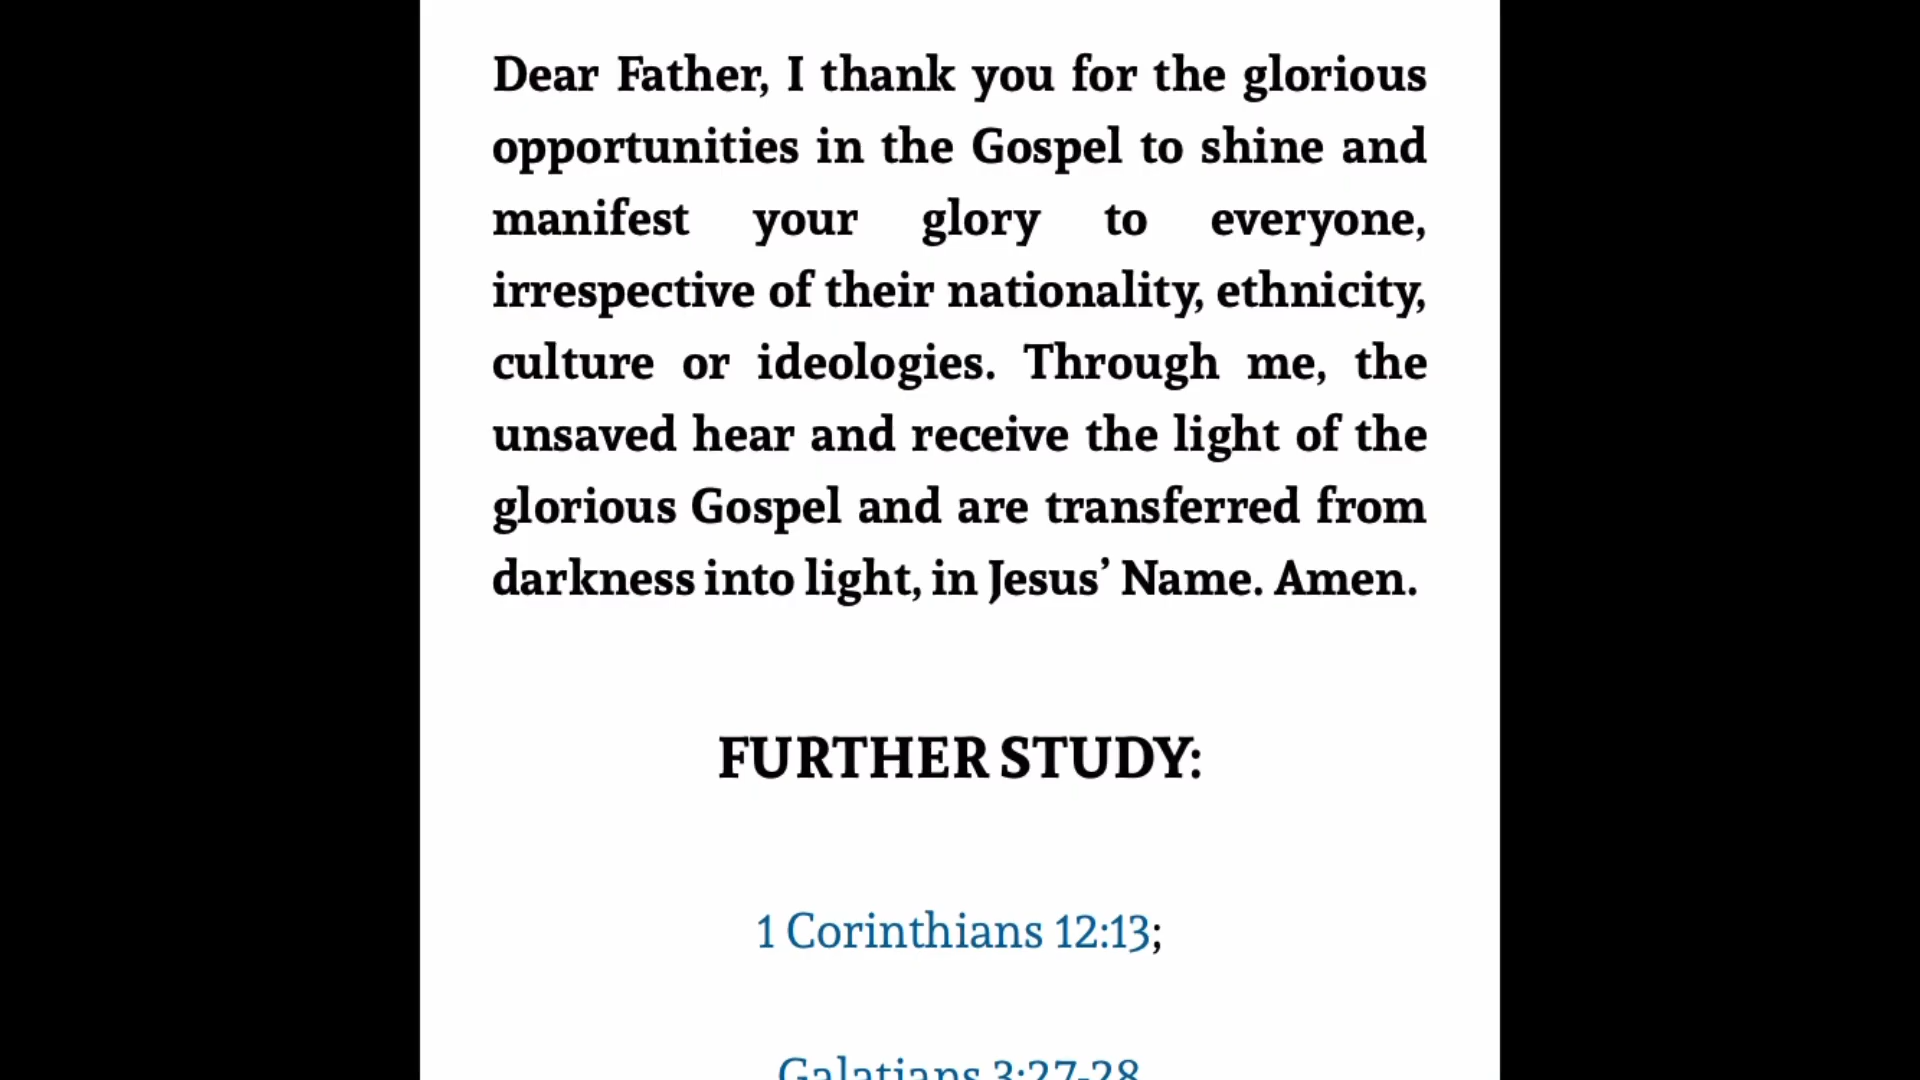 Dear Father, I thank you for the glorious
opportunities in the Gospel to shine and
manifest your glory to everyone,
irrespective of their nationality, ethnicity,
culture or ideologies. Through me, the
unsaved hear and receive the light of the
glorious Gospel and are transferred from
darkness into light, in Jesus’ Name. Amen.
FURTHER STUDY:
1 Corinthians 12:13;
Galatians 3:27-28